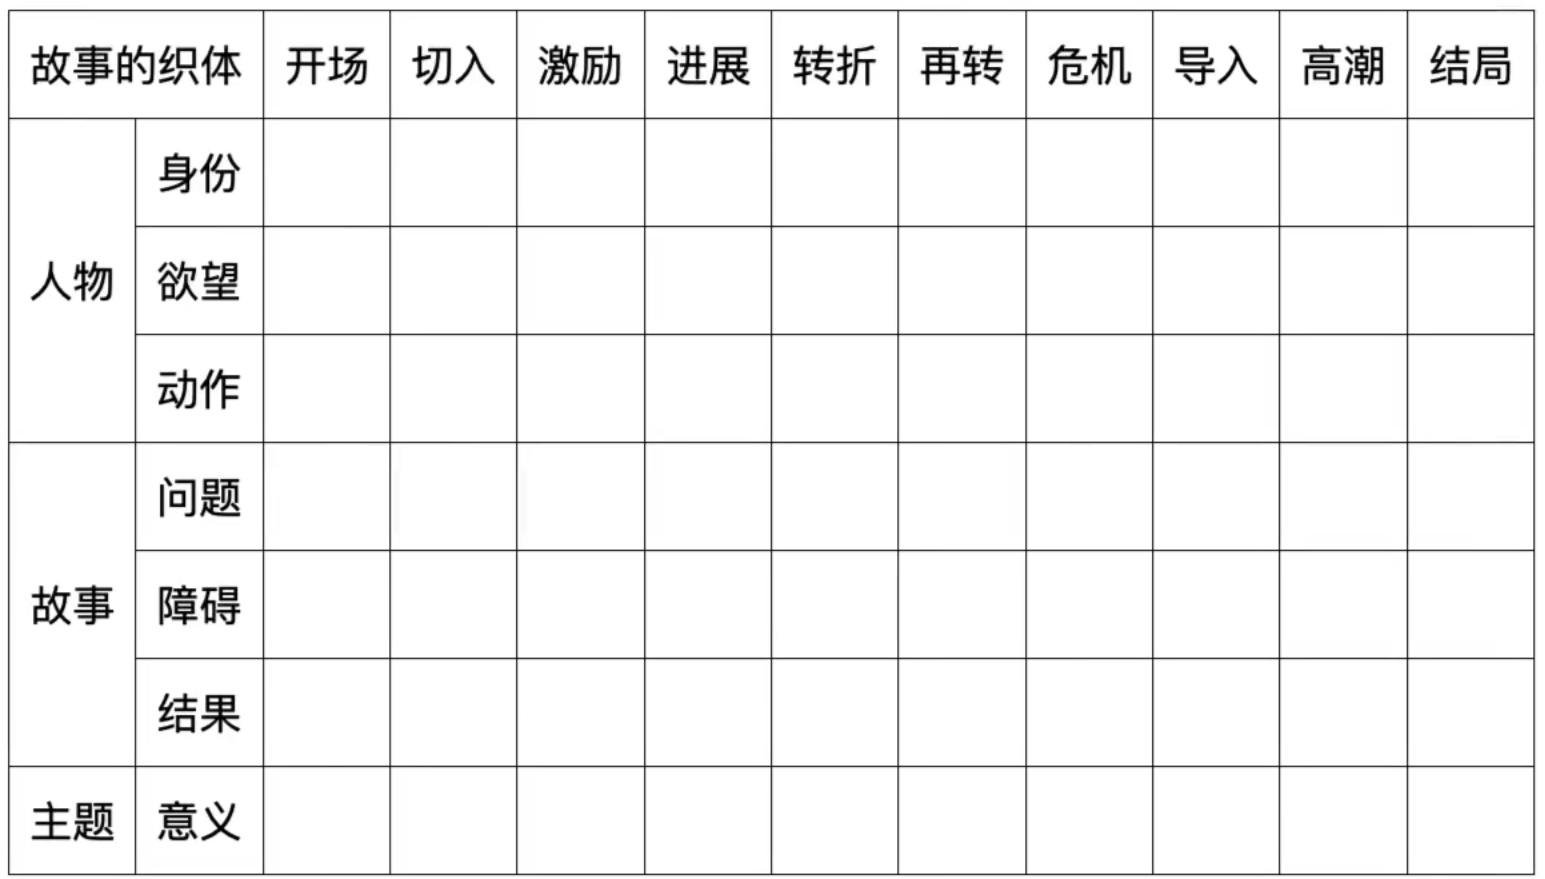 故事的织体 开场 切入 激励 进展 转折 再转 危机 导入 高潮 结局
人物
身份
欲望
动作
故事
问题
障碍
结果
主题 意义